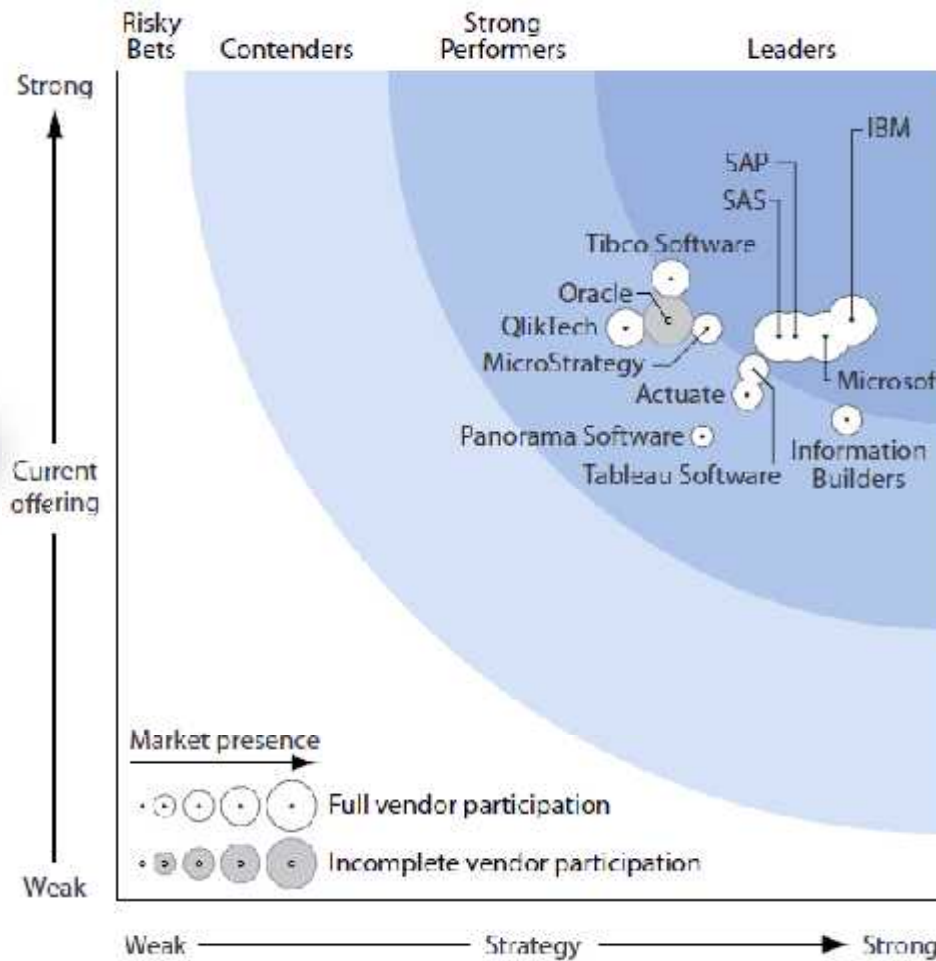 Risky
Bets
Contenders
Strong
Performers
Leaders
Strong
IBM
SAP
SAS
Tibco Software
Oracle
QlikTech
MicroStrategy
Actuate
Microsof
Panorama Software
Tableau Software
Information
Builders
Current
offering
Market presence
Full vendor participation
Incomplete vendor participation
Weak
Weak
Strategy
Strong